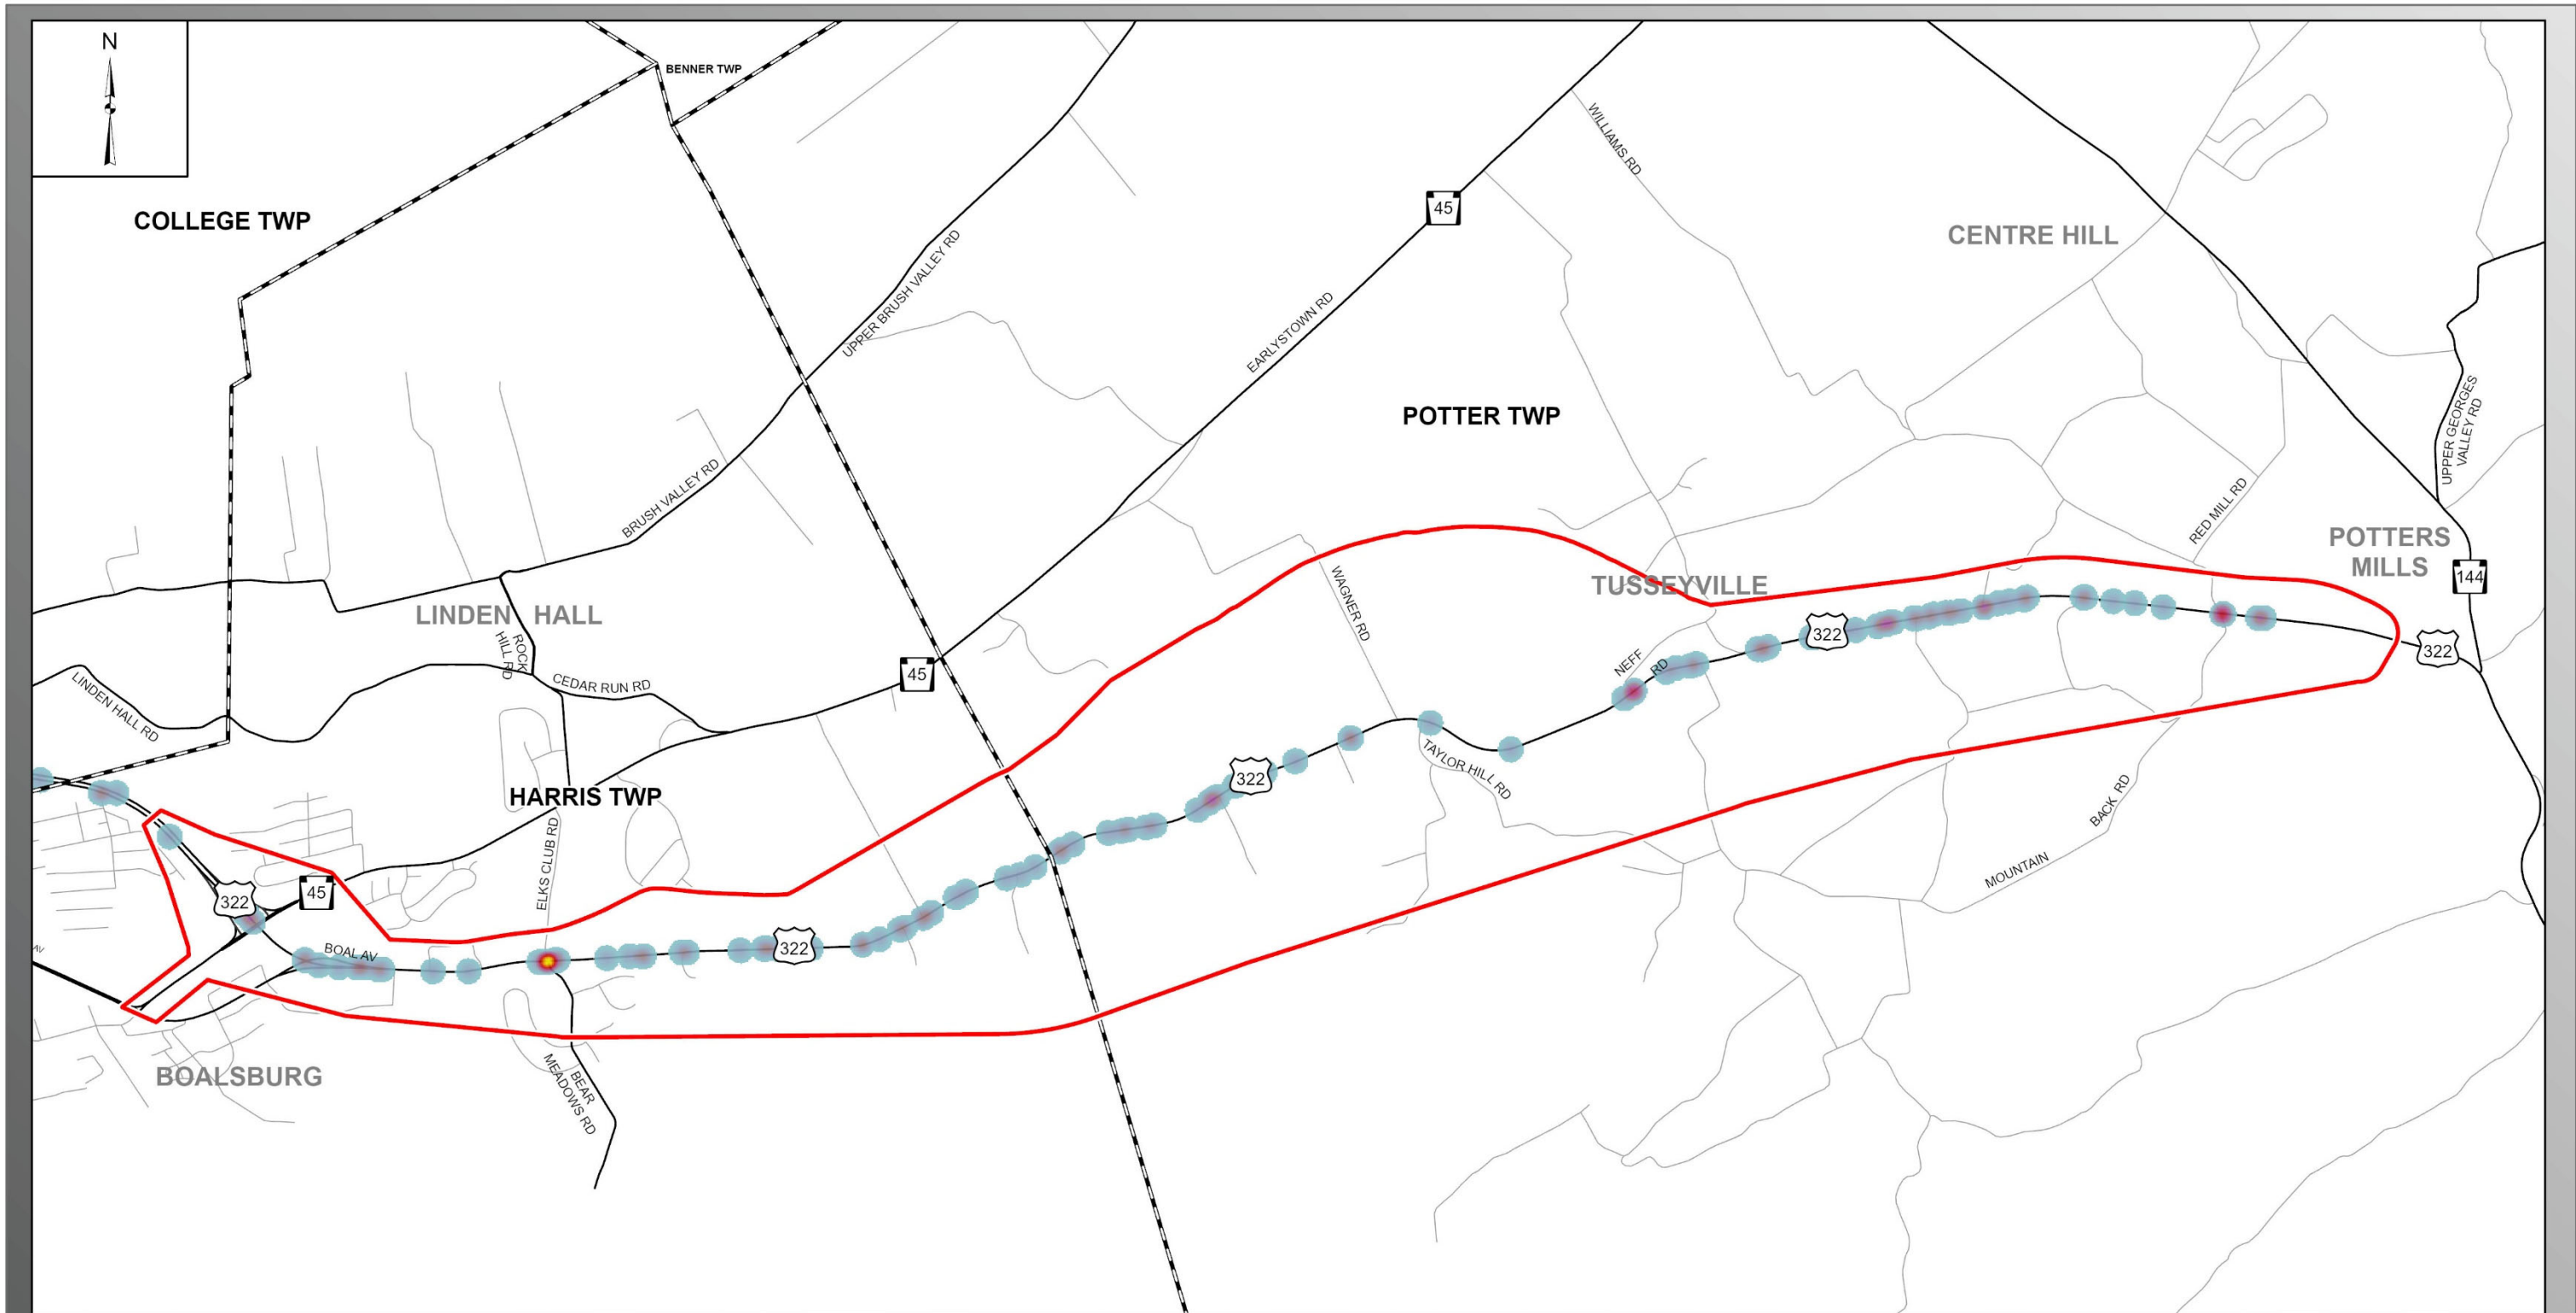 N
BENNER TWP
COLLEGE TWP
45
WILLIAMS RD
CENTRE HILL
UPPER BRUSH VALLEY RD
EARLYSTOWN RD
POTTER TWP
UPPER GEORGES
VALLEY RD
BRUSH VALLEY RD
RED MILL RD
POTTERS
MILLS
144
TUSSEYVILLE
WAGNER RD
LINDEN HALL
ROCK
HILL RD
322
322
45
NEFF RD
CEDAR RUN RD
LINDEN HALL RD
TAYLOR HILL RD
322
HARRIS TWP
BACK RD
MOUNTAIN
ELKS CLUB RD
45
322
BOAL AV
322
AV
BOALSBURG
BEAR
MEADOWS RD